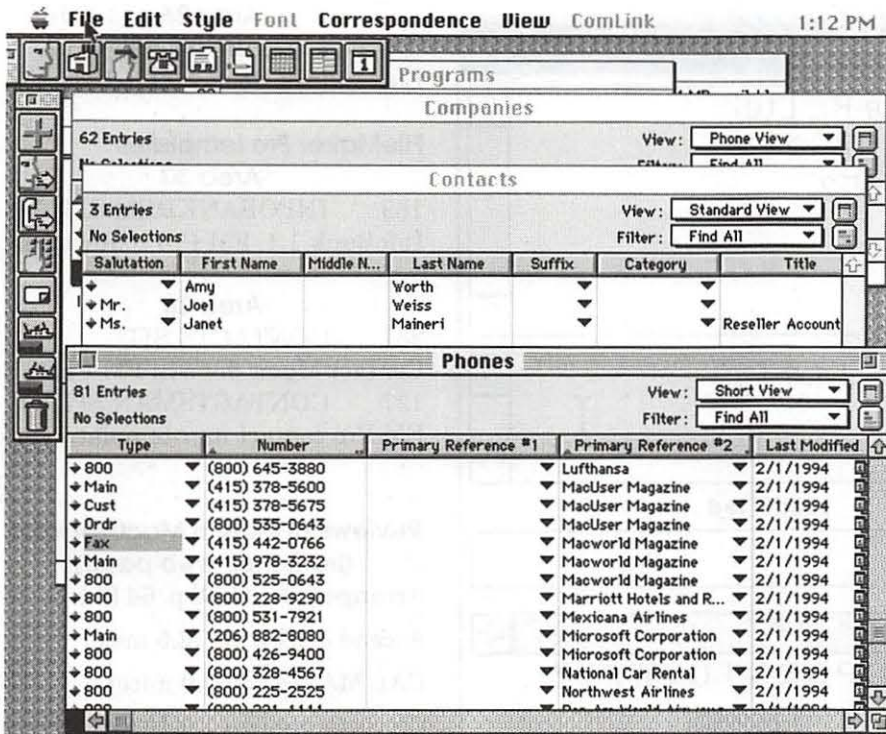 File Edit Style Font Correspondence View ComLink 1:12 PM
Programs
Companies
62 Entries View: Phone View
No Selections Filter: Find All
Contacts
3 Entries View: Standard View
No Selections Filter: Find All
Salutation First Name Middle N... Last Name Suffix Category Title
Amy Worth
Mr. Joel Weiss
Ms. Janet Maineri Reseller Account
Phones
81 Entries View: Short View
No Selections Filter: Find All
Type Number Primary Reference #1 Primary Reference #2 Last Modified
800 (800) 645-3880 Lufthansa 2/1/1994
Main (415) 378-5600 MacUser Magazine 2/1/1994
Cust (415) 378-5675 MacUser Magazine 2/1/1994
Ordr (800) 535-0643 MacUser Magazine 2/1/1994
Fax (415) 442-0766 Macworld Magazine 2/1/1994
Main (415) 978-3232 Macworld Magazine 2/1/1994
800 (800) 525-0643 Macworld Magazine 2/1/1994
800 (800) 228-9290 Marriott Hotels and R... 2/1/1994
800 (800) 531-7921 Mexicana Airlines 2/1/1994
Main (206) 882-8080 Microsoft Corporation 2/1/1994
800 (800) 426-9400 Microsoft Corporation 2/1/1994
800 (800) 328-4567 National Car Rental 2/1/1994
800 (800) 225-2525 Northwest Airlines 2/1/1994